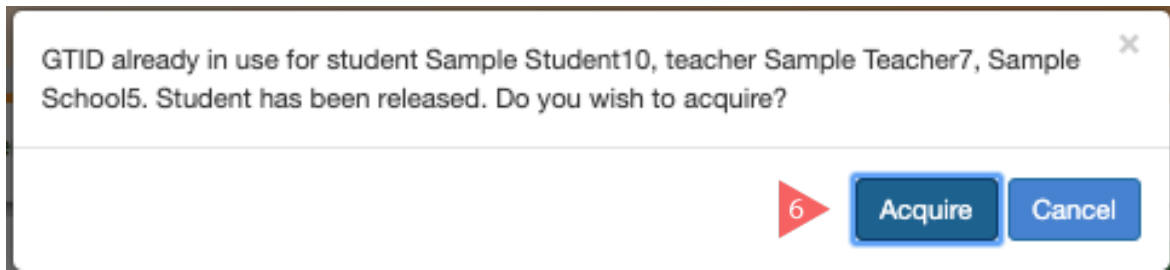 GTID already in use for student Sample Student10, teacher Sample Teacher7, Sample
School5. Student has been released. Do you wish to acquire?
×
6
Acquire
Cancel